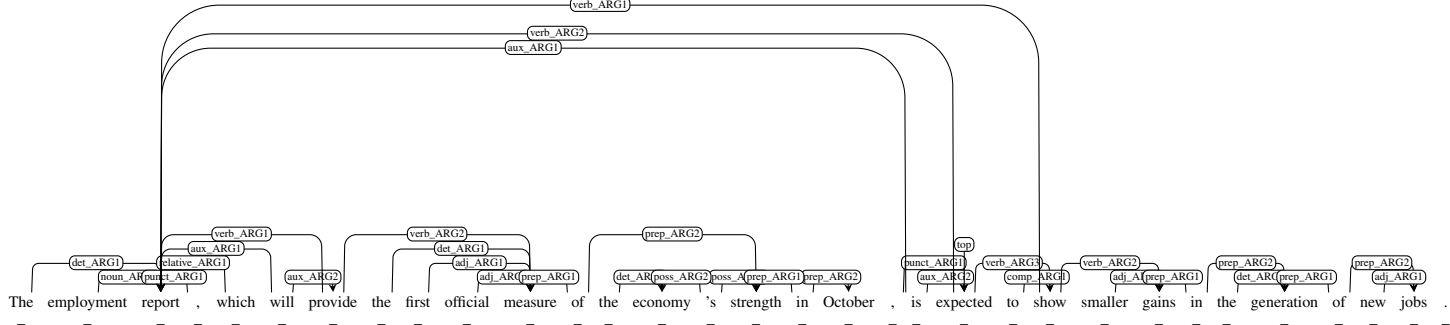 verb_ARG1
verb_ARG2
aux_ARG1
verb_ARG1 verb_ARG2 prep_ARG2
aux_ARG1 det_ARG1 top
det_ARG1 relative_ARG1 adj_ARG1 punct_ARG1 verb_ARG3 verb_ARG2 prep_ARG2 prep_ARG2
punct_ARG1 aux_ARG2 prep_ARG1 poss_ARG2 prep_ARG1 prep_ARG2 aux_ARG2 comp_ARG1 prep_ARG1 prep_ARG1 adj_ARG1
The employment report , which will provide the first official measure of the economy 's strength in October , is expected to show smaller gains in the generation of new jobs .
_ _ _ _ _ _ _ _ _ _ _ _ _ _ _ _ _ _ _ _ _ _ _ _ _ _ _ _ _ _ _ _